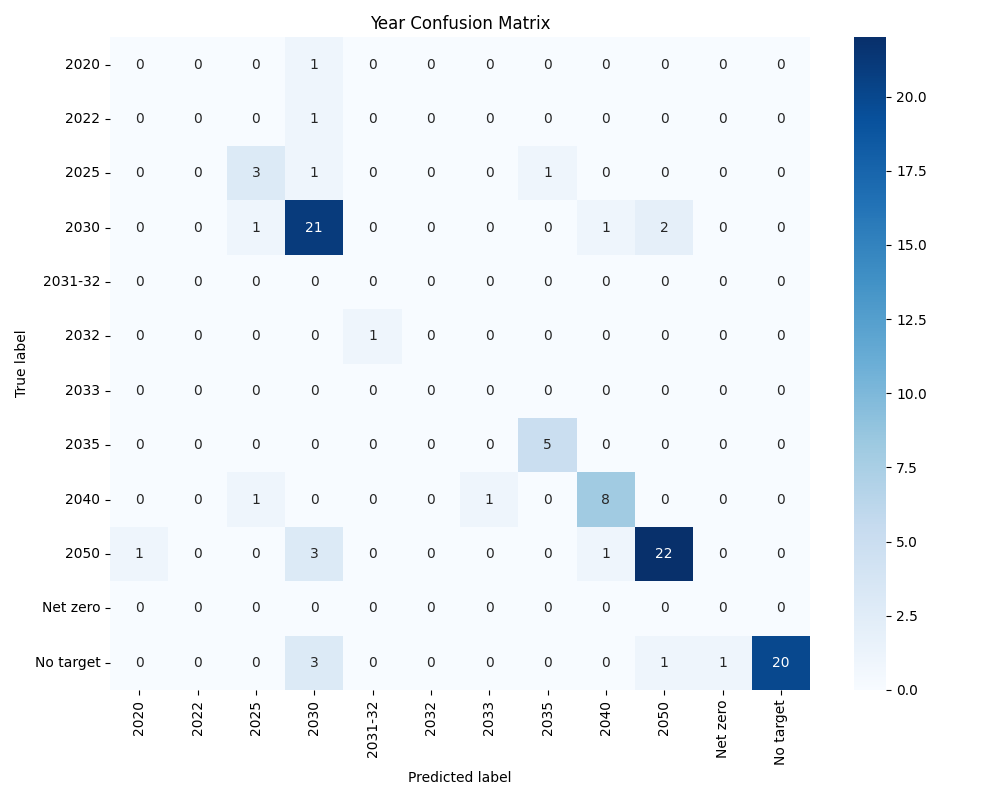 Year Confusion Matrix
2020 0 0 0 1 0 0 0 0 0 0 0 0
2022 0 0 0 1 0 0 0 0 0 0 0 0
2025 0 0 3 1 0 0 0 1 0 0 0 0
2030 0 0 1 21 0 0 0 0 1 2 0 0
2031-32 0 0 0 0 0 0 0 0 0 0 0 0
2032 0 0 0 0 1 0 0 0 0 0 0 0
2033 0 0 0 0 0 0 0 0 0 0 0 0
2035 0 0 0 0 0 0 0 5 0 0 0 0
2040 0 0 1 0 0 0 1 0 8 0 0 0
2050 1 0 0 3 0 0 0 0 1 22 0 0
Net zero 0 0 0 0 0 0 0 0 0 0 0 0
No target 0 0 0 3 0 0 0 0 0 1 1 20
2020 2022 2025 2030 2031-32 2032 2033 2035 2040 2050 Net zero No target
Predicted label
True label
20.0
17.5
15.0
12.5
10.0
7.5
5.0
2.5
0.0